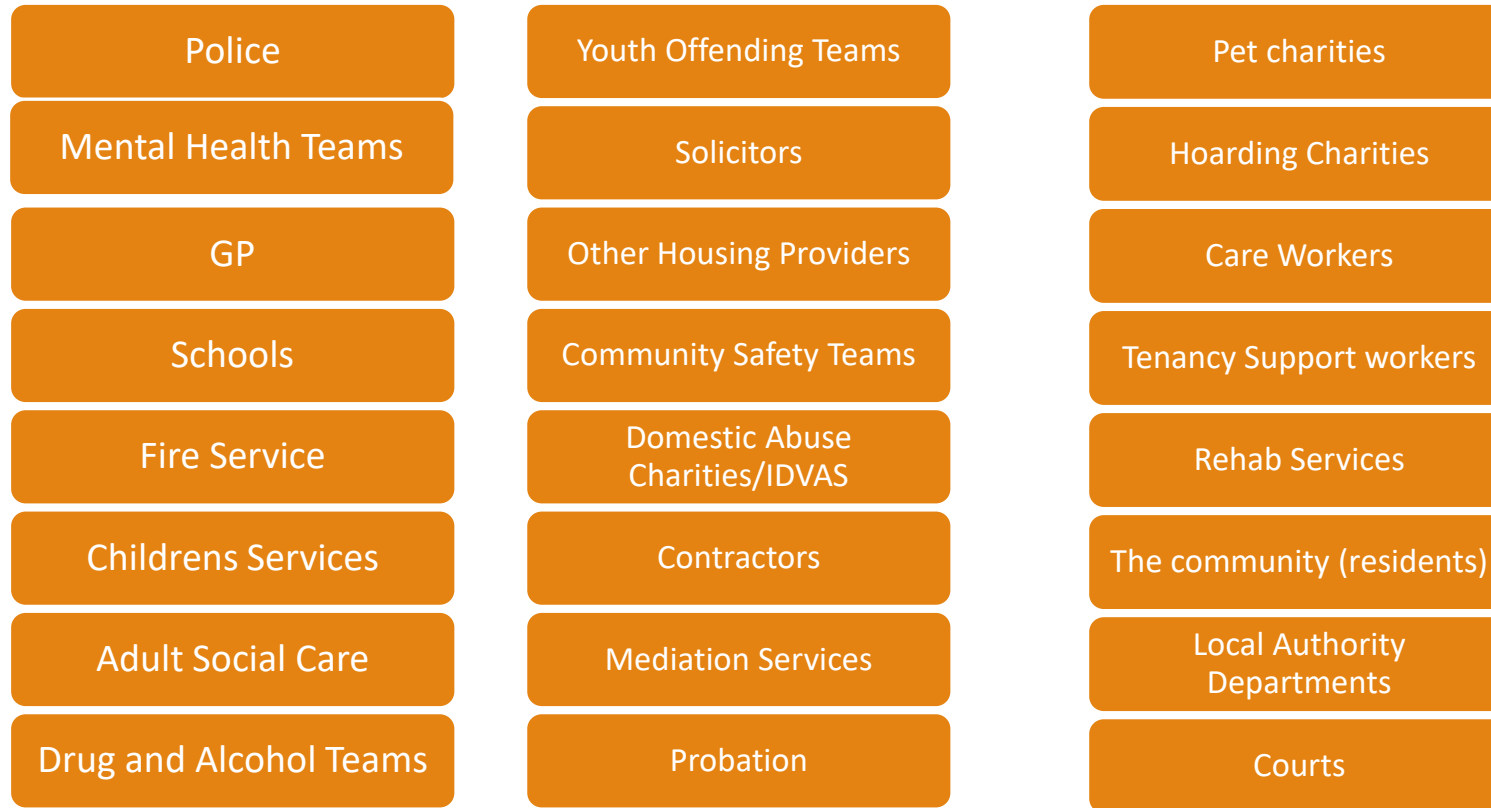 Police
Mental Health Teams
GP
Schools
Fire Service
Childrens Services
Adult Social Care
Drug and Alcohol Teams
Youth Offending Teams
Solicitors
Other Housing Providers
Community Safety Teams
Domestic Abuse
Charities/IDVAS
Contractors
Mediation Services
Probation
Pet charities
Hoarding Charities
Care Workers
Tenancy Support workers
Rehab Services
The community (residents)
Local Authority
Departments
Courts